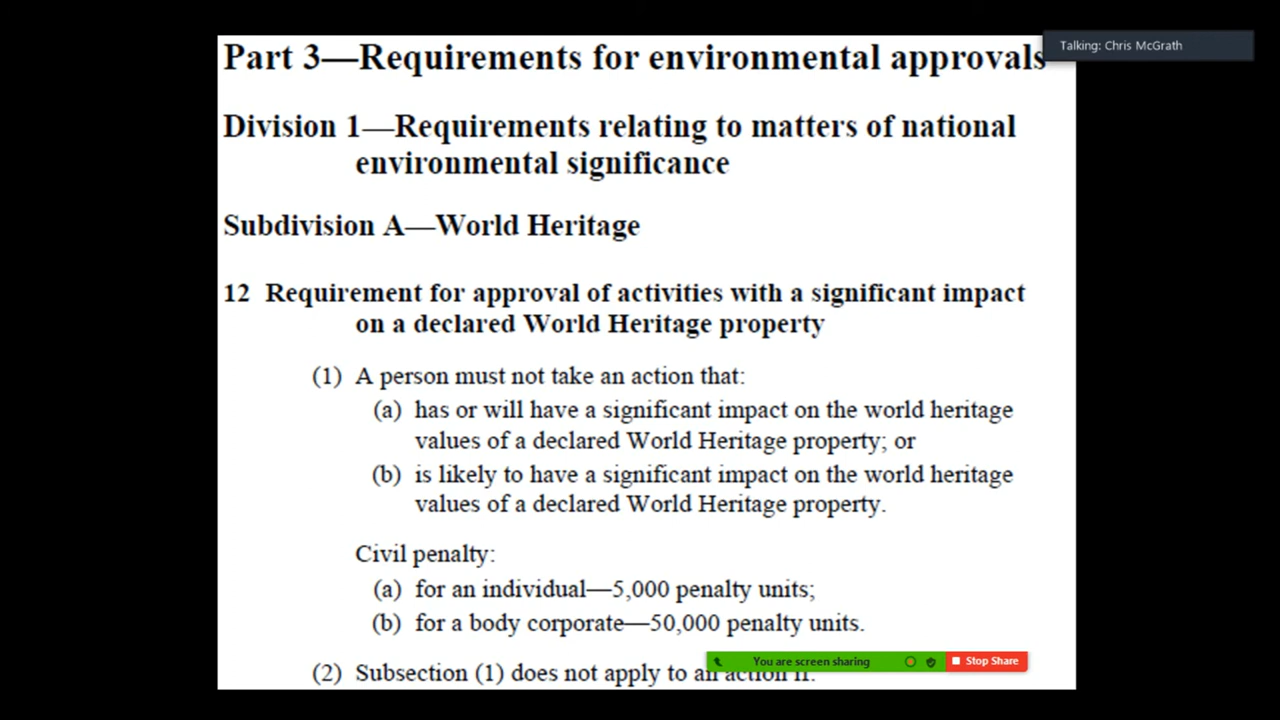 Talking: Chris McGrath
Part 3—Requirements for environmental approvals
Division 1—Requirements relating to matters of national
environmental significance
Subdivision A—World Heritage
12 Requirement for approval of activities with a significant impact
on a declared World Heritage property
(1) A person must not take an action that:
(a) has or will have a significant impact on the world heritage
values of a declared World Heritage property; or
(b) is likely to have a significant impact on the world heritage
values of a declared World Heritage property.
Civil penalty:
(a) for an individual—5,000 penalty units;
(b) for a body corporate—50,000 penalty units.
You are screen sharing Stop Share
(2) Subsection (1) does not apply to an action if: